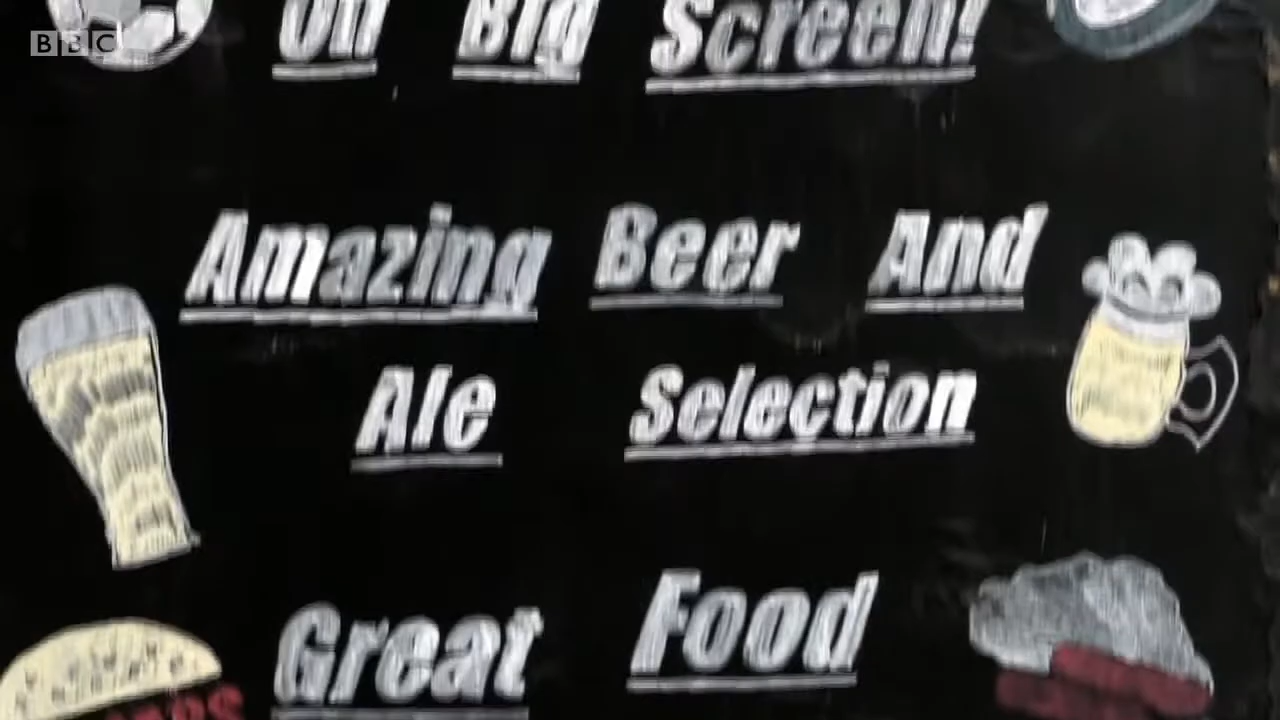 BBC
On Big Screen!
Amazing Beer And
Ale Selection
Great Food